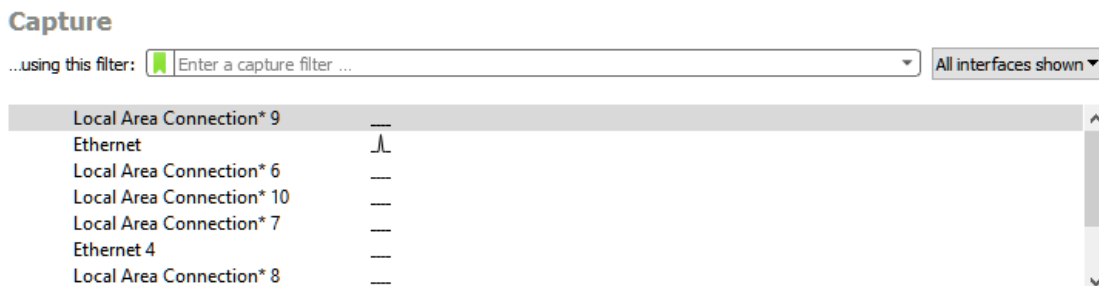 Capture
...using this filter: Enter a capture filter ... All interfaces shown
Local Area Connection* 9
Ethernet
Local Area Connection* 6
Local Area Connection* 10
Local Area Connection* 7
Ethernet 4
Local Area Connection* 8